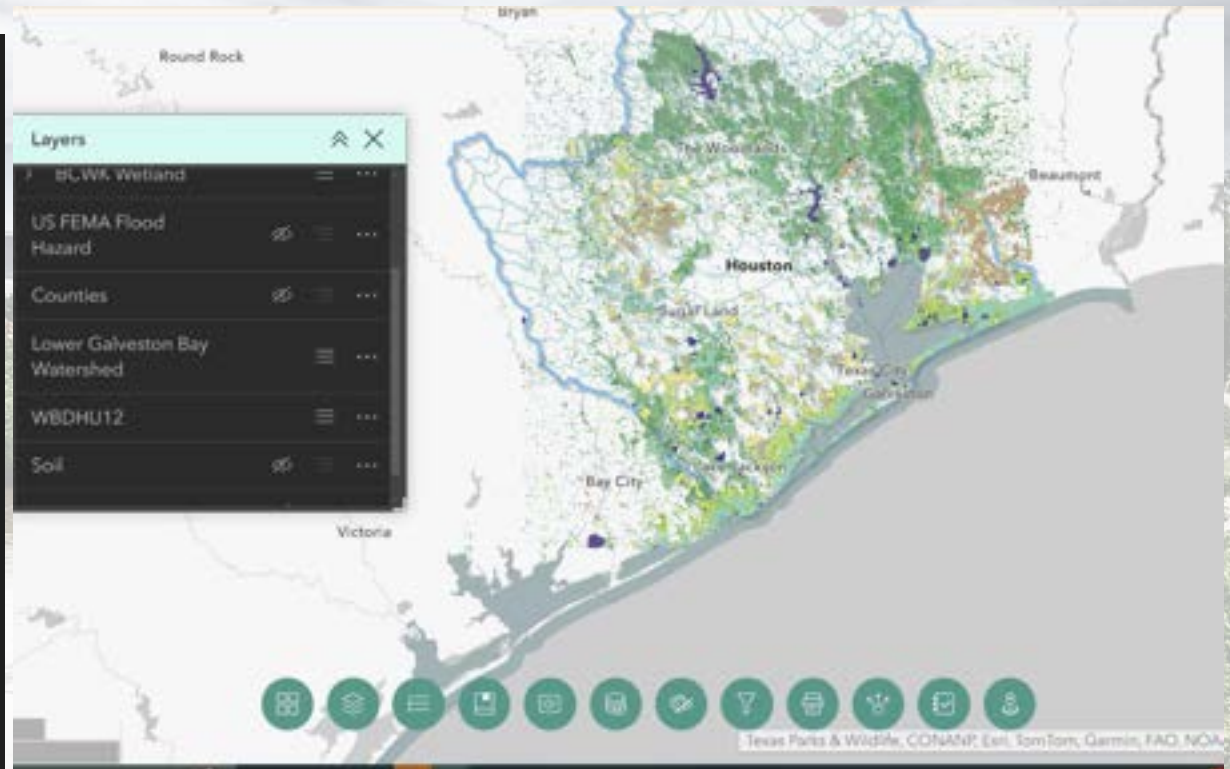 Bryan
Round Rock
Layers
BCWK Wetland
The Woodlands
Beaumont
US FEMA Flood
Hazard
Houston
Counties
Sugar Land
Lower Galveston Bay
Watershed
Texas City
Galveston
WBDHU12
Soil
Lake Jackson
Bay City
Victoria
Texas Parks & Wildlife, CONANP, Esri, TomTom, Garmin, FAO, NOA